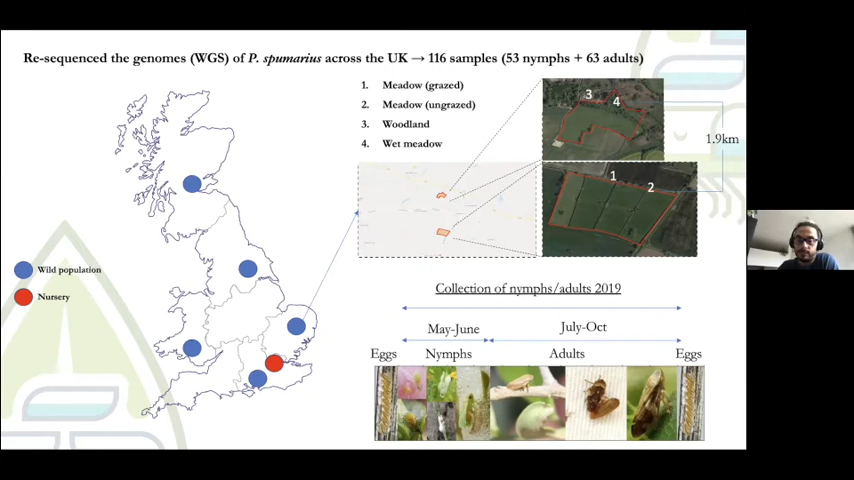 Re-sequenced the genomes (WGS) of P. spumarius across the UK → 116 samples (53 nymphs + 63 adults)
1. Meadow (grazed)
2. Meadow (ungrazed)
3. Woodland
4. Wet meadow
3
4
1.9km
1
2
Wild population
Nursery
Collection of nymphs/adults 2019
May-June
July-Oct
Eggs
Nymphs
Adults
Eggs